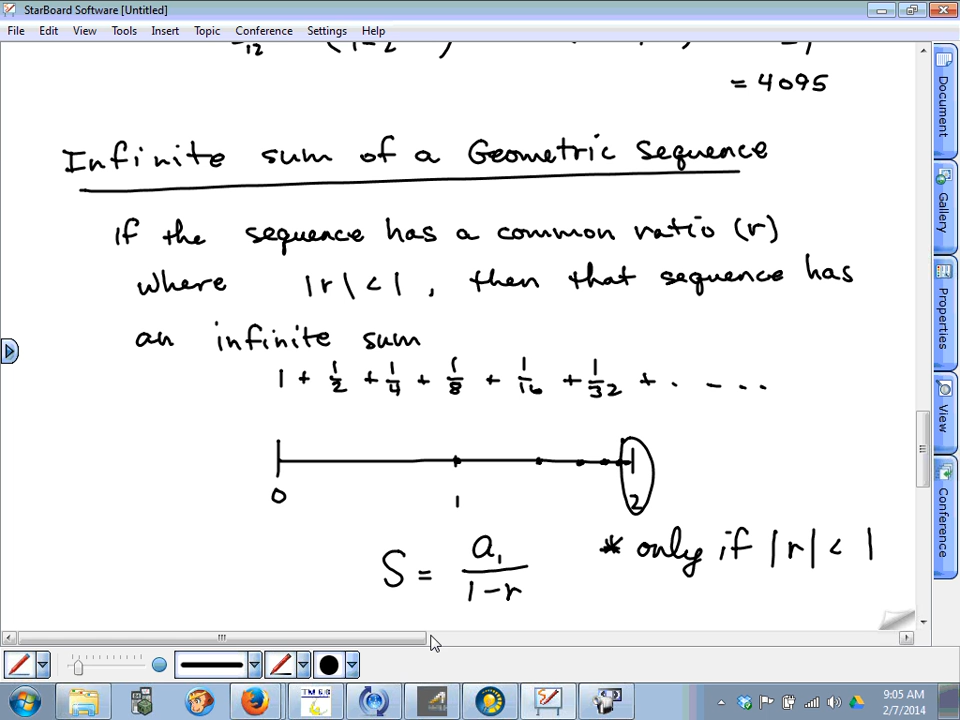 StarBoard Software [Untitled]
File Edit View Tools Insert Topic Conference Settings Help
= 4095
Infinite sum of a Geometric Sequence
If the sequence has a common ratio (r)
where |r| < 1, then that sequence has
an infinite sum
1 + 1/2 + 1/4 + 1/8 + 1/16 + 1/32 + . - - . .
0 1 2
S = a₁/1-r * only if |r| < 1
Document
Gallery
Properties
View
Conference
9:05 AM
2/7/2014